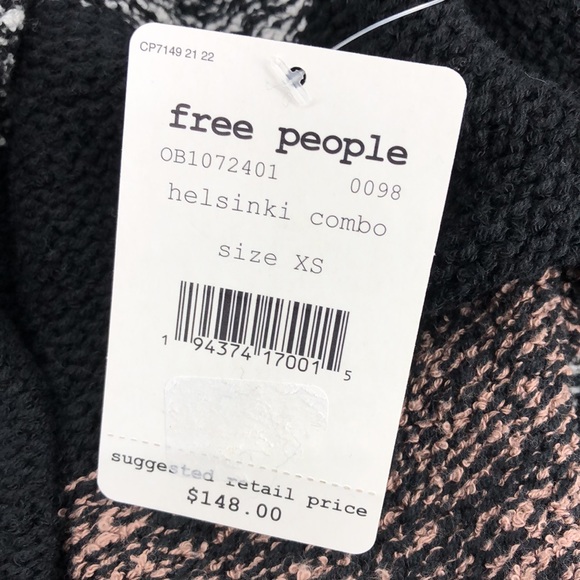 CP7149 21 22
free people
OB1072401 0098
helsinki combo
size XS
1 94374 17001 5
suggested retail price
$148.00